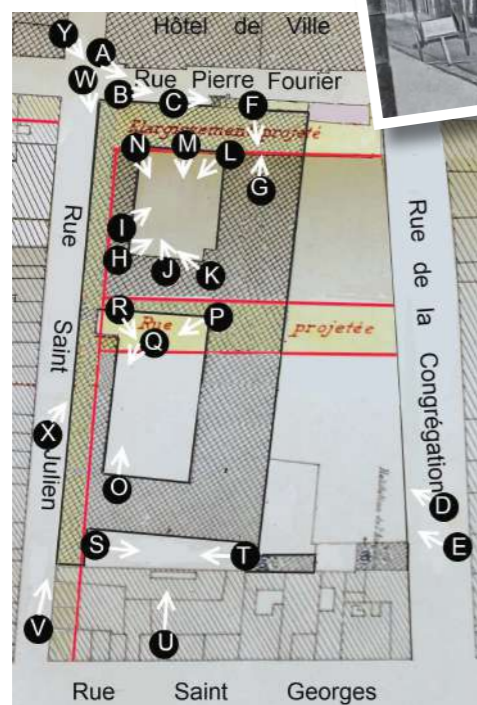 Hôtel de Ville
Y
A
W
Rue Pierre Fourier
B
C
F
Elargissement projeté
N
M
L
G
I
H
J
K
Rue Saint Julien
Rue de la Congrégation
R
P
Rue projetée
Q
X
O
D
E
S
T
V
U
Rue Saint Georges